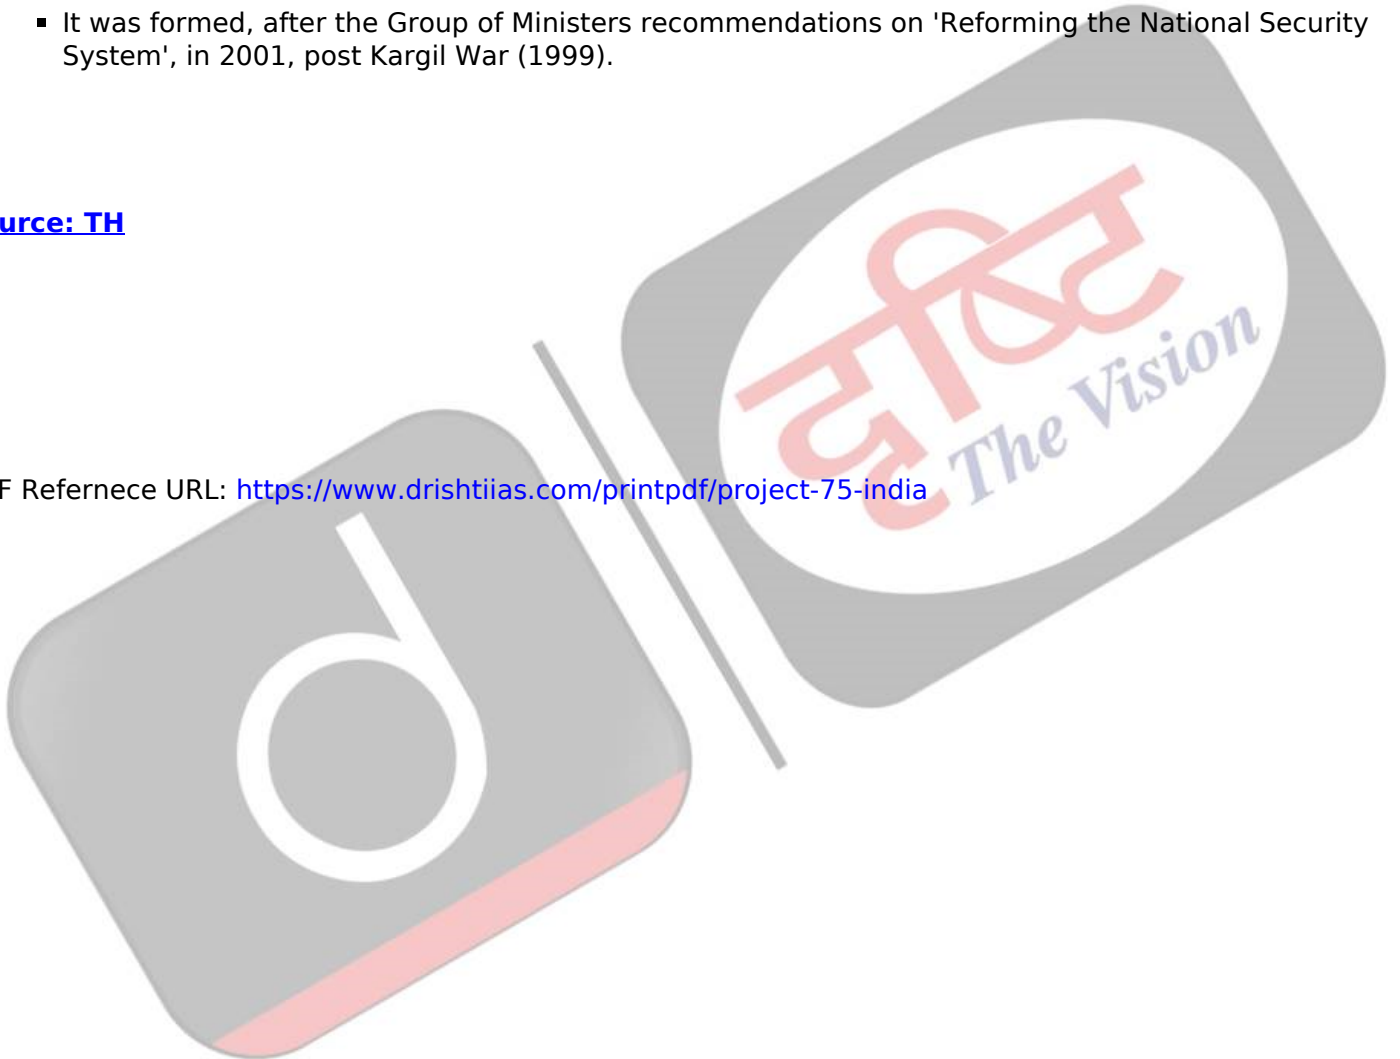 ▪ It was formed, after the Group of Ministers recommendations on 'Reforming the National Security
System', in 2001, post Kargil War (1999).
urce: TH
दृष्टि
The Vision
F Refernece URL: https://www.drishtiias.com/printpdf/project-75-india